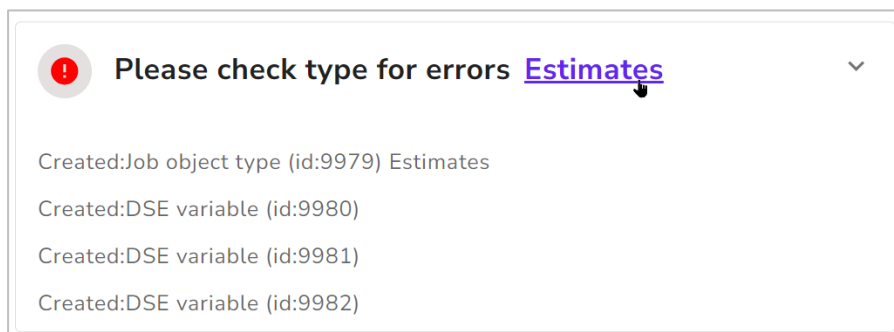 Please check type for errors Estimates
Created:Job object type (id:9979) Estimates
Created:DSE variable (id:9980)
Created:DSE variable (id:9981)
Created:DSE variable (id:9982)